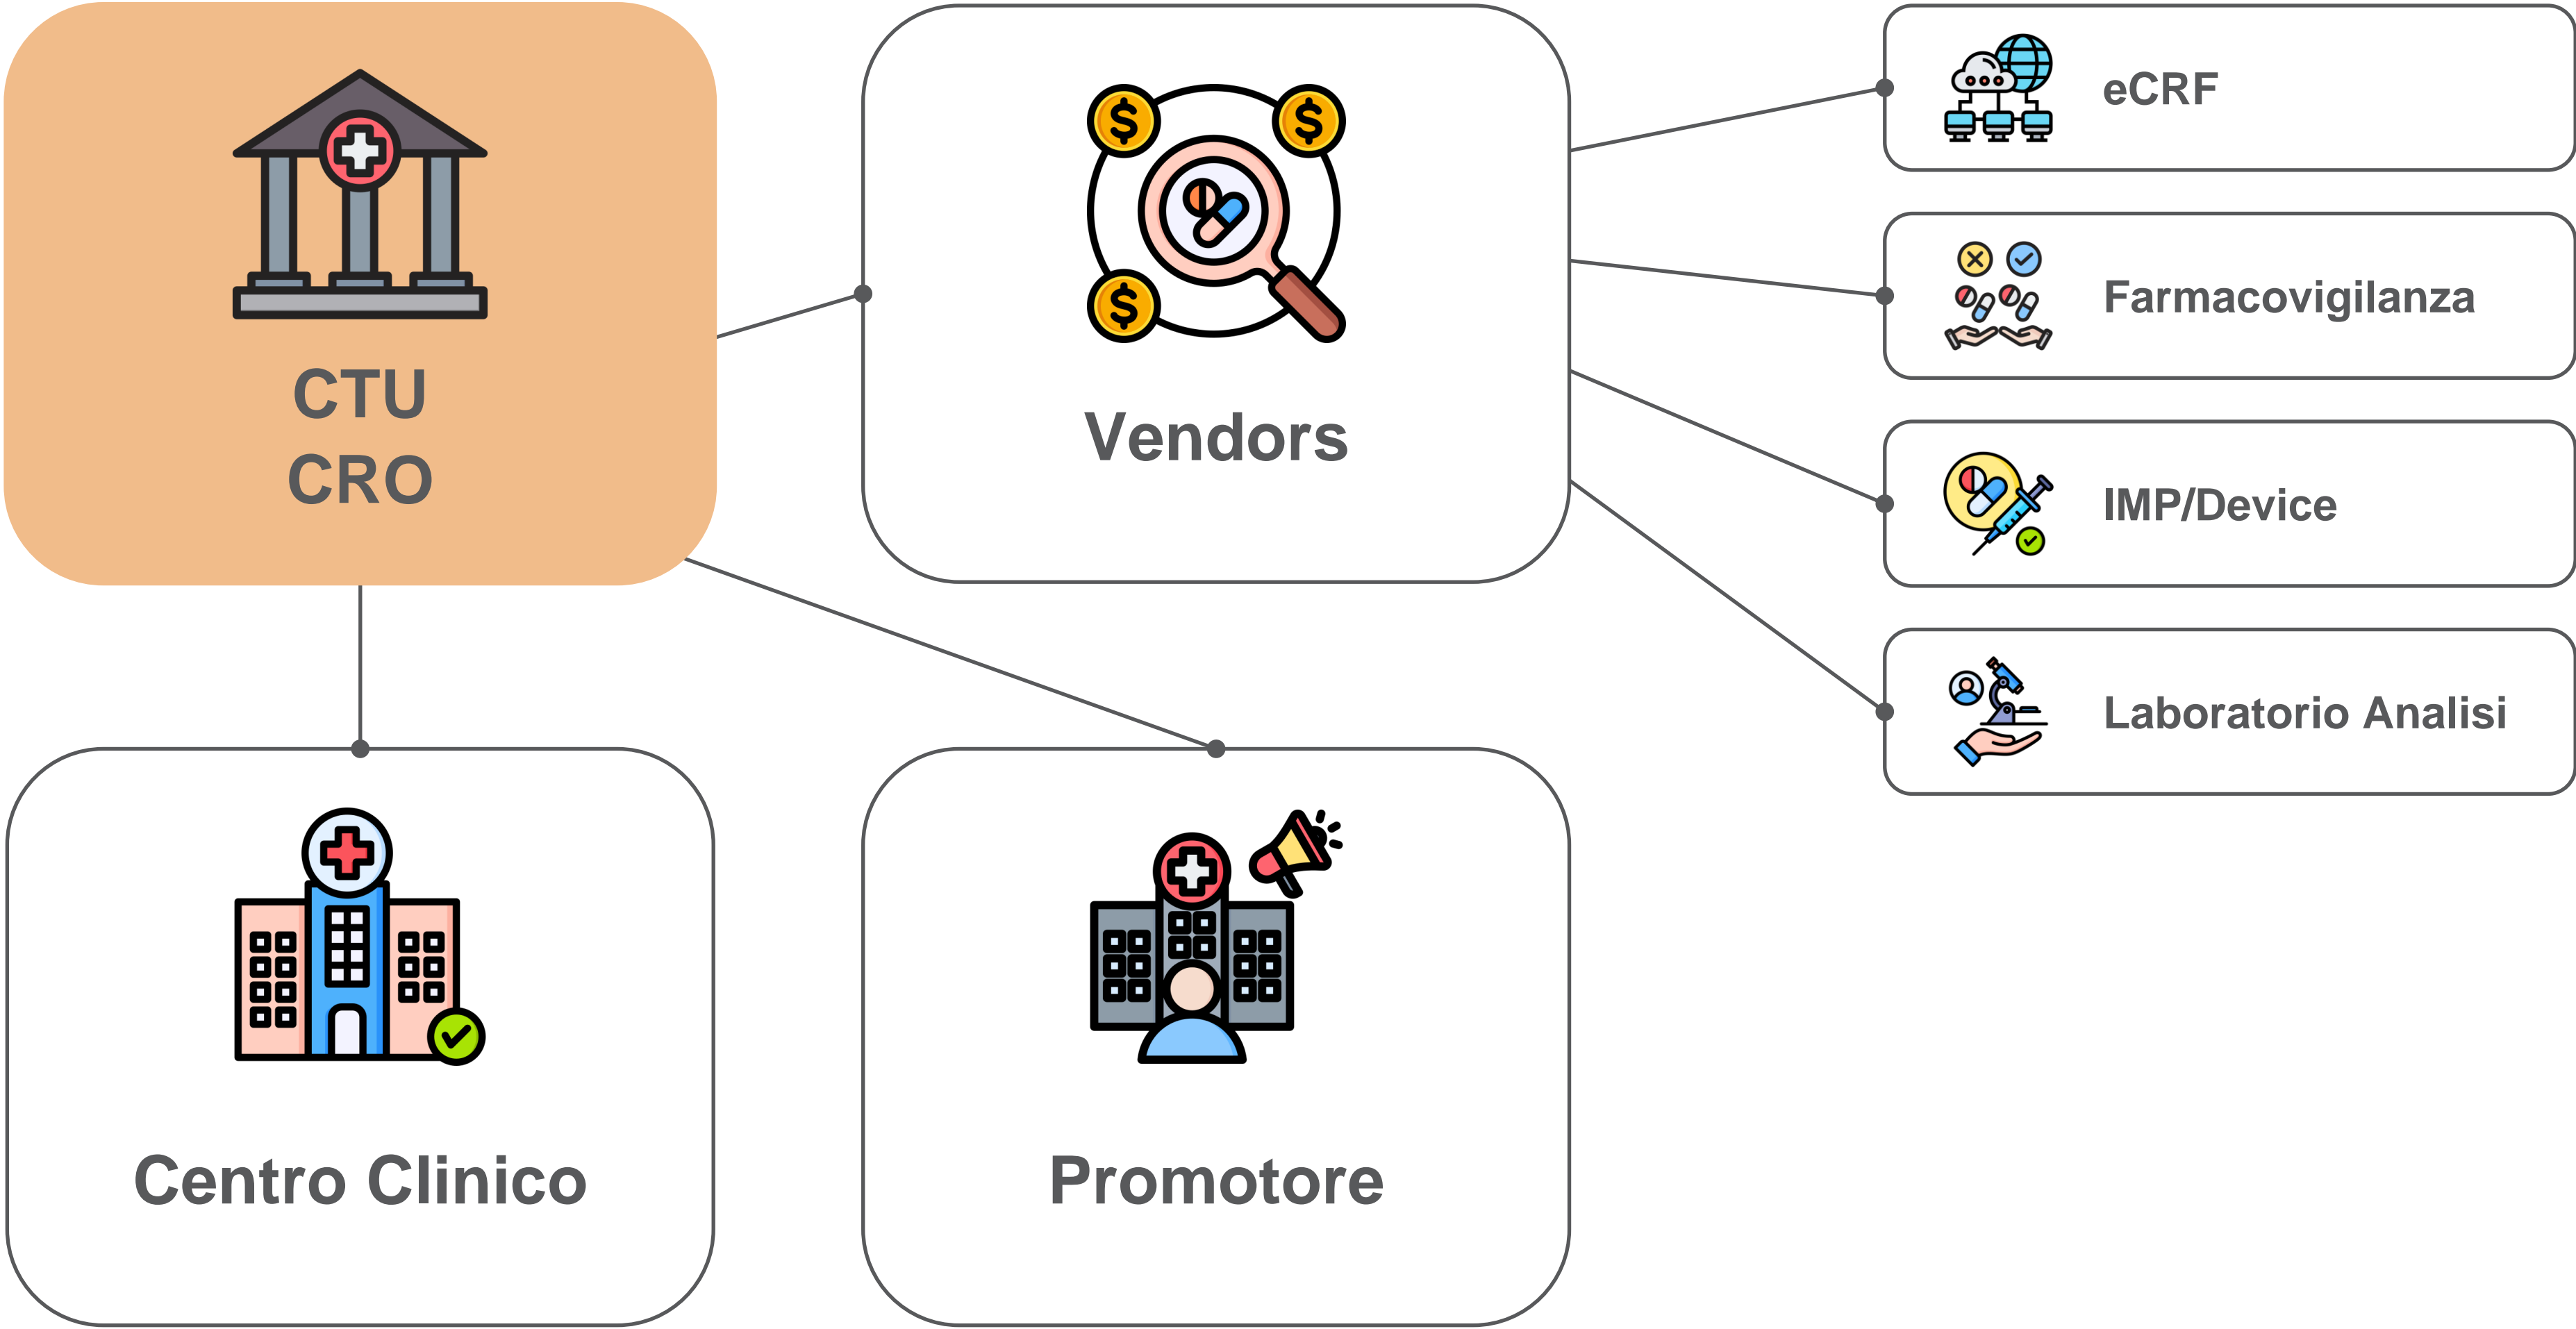 CTU
CRO
Vendors
eCRF
Farmacovigilanza
IMP/Device
Laboratorio Analisi
Centro Clinico
Promotore